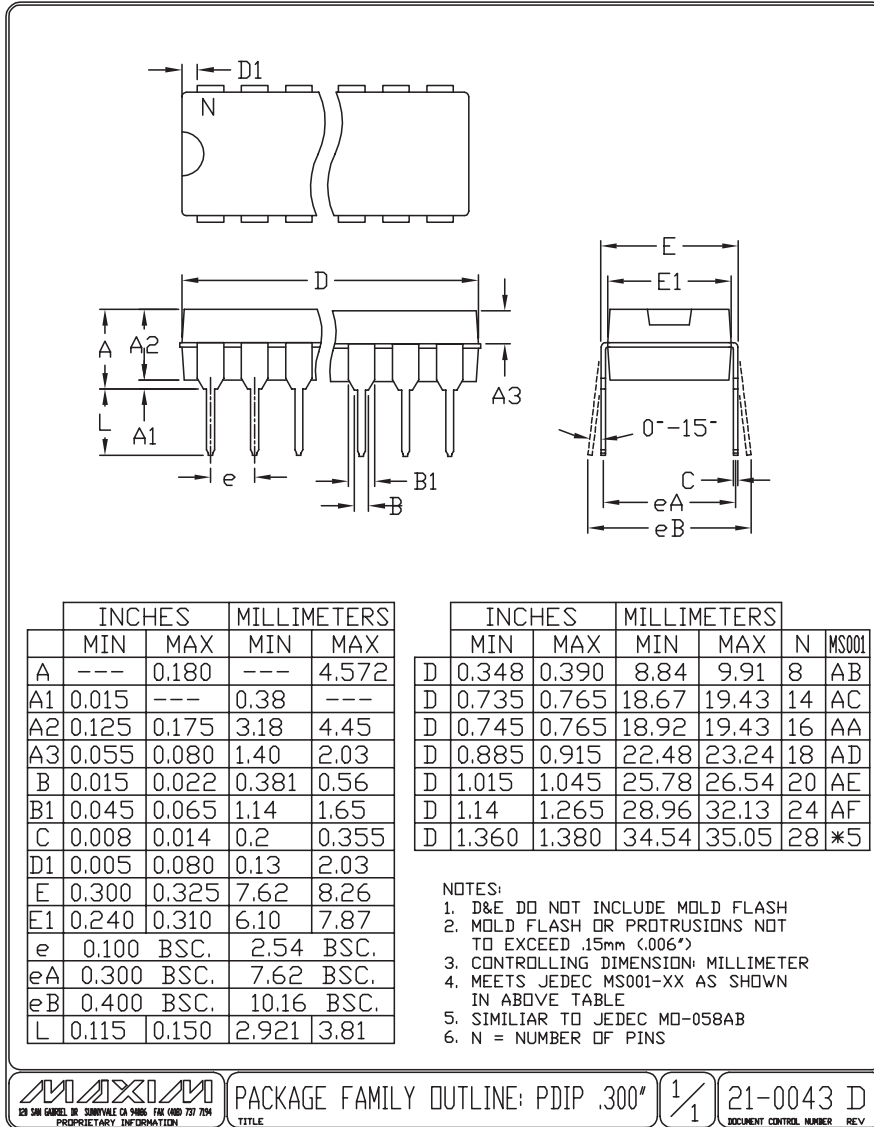 D1
N
E
E1
D
A
A2
A3
L
A1
0°-15°
e
B1
B
C
eA
eB
INCHES MILLIMETERS
MIN MAX MIN MAX
A --- 0.180 --- 4.572
A1 0.015 --- 0.38 ---
A2 0.125 0.175 3.18 4.45
A3 0.055 0.080 1.40 2.03
B 0.015 0.022 0.381 0.56
B1 0.045 0.065 1.14 1.65
C 0.008 0.014 0.2 0.355
D1 0.005 0.080 0.13 2.03
E 0.300 0.325 7.62 8.26
E1 0.240 0.310 6.10 7.87
e 0.100 BSC. 2.54 BSC.
eA 0.300 BSC. 7.62 BSC.
eB 0.400 BSC. 10.16 BSC.
L 0.115 0.150 2.921 3.81
INCHES MILLIMETERS
MIN MAX MIN MAX N MS001
D 0.348 0.390 8.84 9.91 8 AB
D 0.735 0.765 18.67 19.43 14 AC
D 0.745 0.765 18.92 19.43 16 AA
D 0.885 0.915 22.48 23.24 18 AD
D 1.015 1.045 25.78 26.54 20 AE
D 1.14 1.265 28.96 32.13 24 AF
D 1.360 1.380 34.54 35.05 28 *5
NOTES:
1. D&E DO NOT INCLUDE MOLD FLASH
2. MOLD FLASH OR PROTRUSIONS NOT
TO EXCEED .15mm (.006")
3. CONTROLLING DIMENSION: MILLIMETER
4. MEETS JEDEC MS001-XX AS SHOWN
IN ABOVE TABLE
5. SIMILIAR TO JEDEC MO-058AB
6. N = NUMBER OF PINS
MAXIM
120 SAN GABRIEL DR SUNNYVALE CA 94086 FAX (408) 737 7194
PROPRIETARY INFORMATION
PACKAGE FAMILY OUTLINE: PDIP .300"
TITLE
1/1
21-0043 D
DOCUMENT CONTROL NUMBER REV